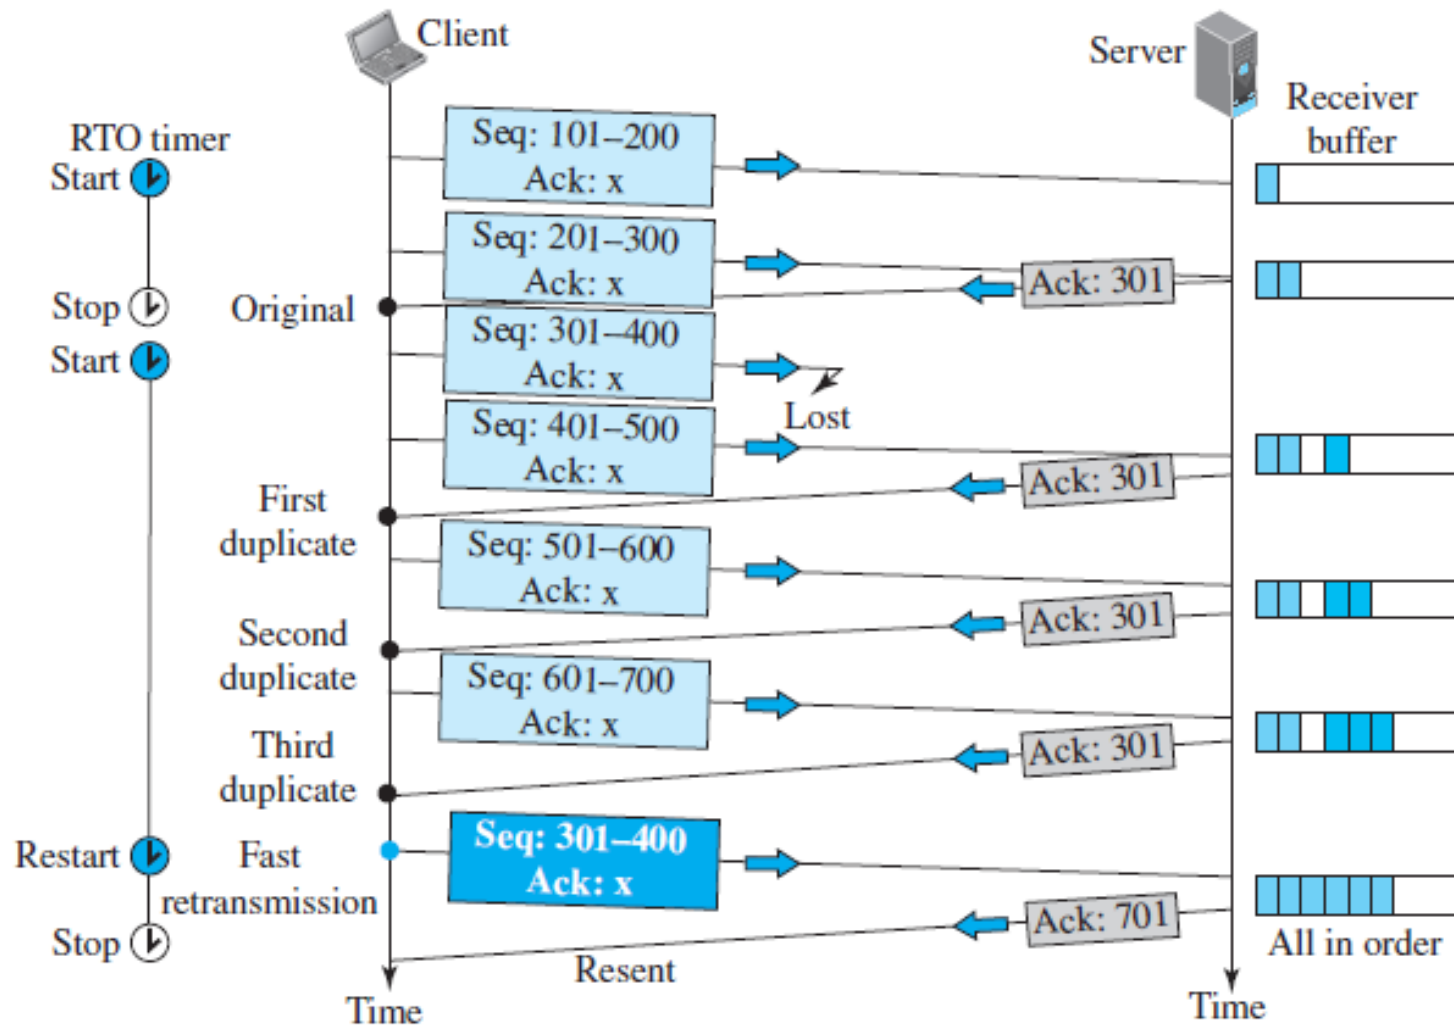 Client
Server
Receiver
buffer
RTO timer
Start
Seq: 101–200
Ack: x
Seq: 201–300
Ack: x
Ack: 301
Stop
Original
Start
Seq: 301–400
Ack: x
Lost
Seq: 401–500
Ack: x
Ack: 301
First
duplicate
Seq: 501–600
Ack: x
Ack: 301
Second
duplicate
Seq: 601–700
Ack: x
Ack: 301
Third
duplicate
Restart
Fast
retransmission
Seq: 301–400
Ack: x
Ack: 701
Stop
Resent
All in order
Time
Time